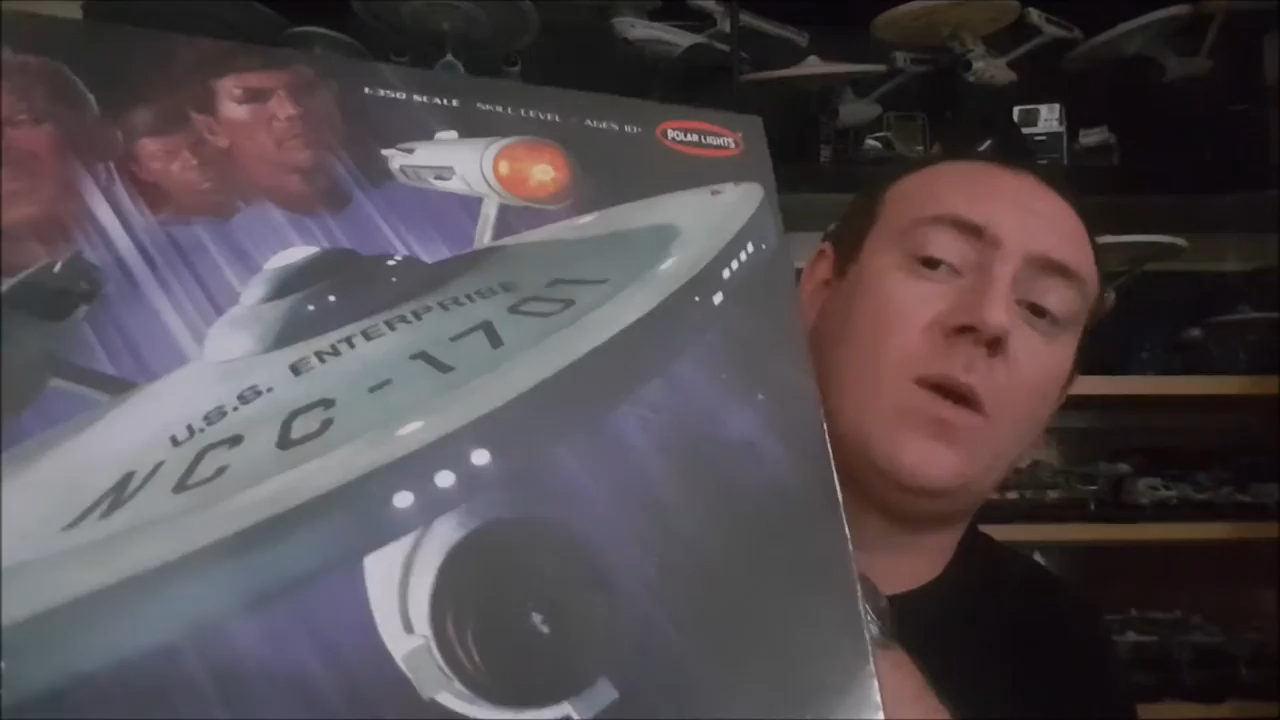 1:350 SCALE SKILL LEVEL AGES 10+
POLAR LIGHTS
U.S.S. ENTERPRISE
NCC-1701